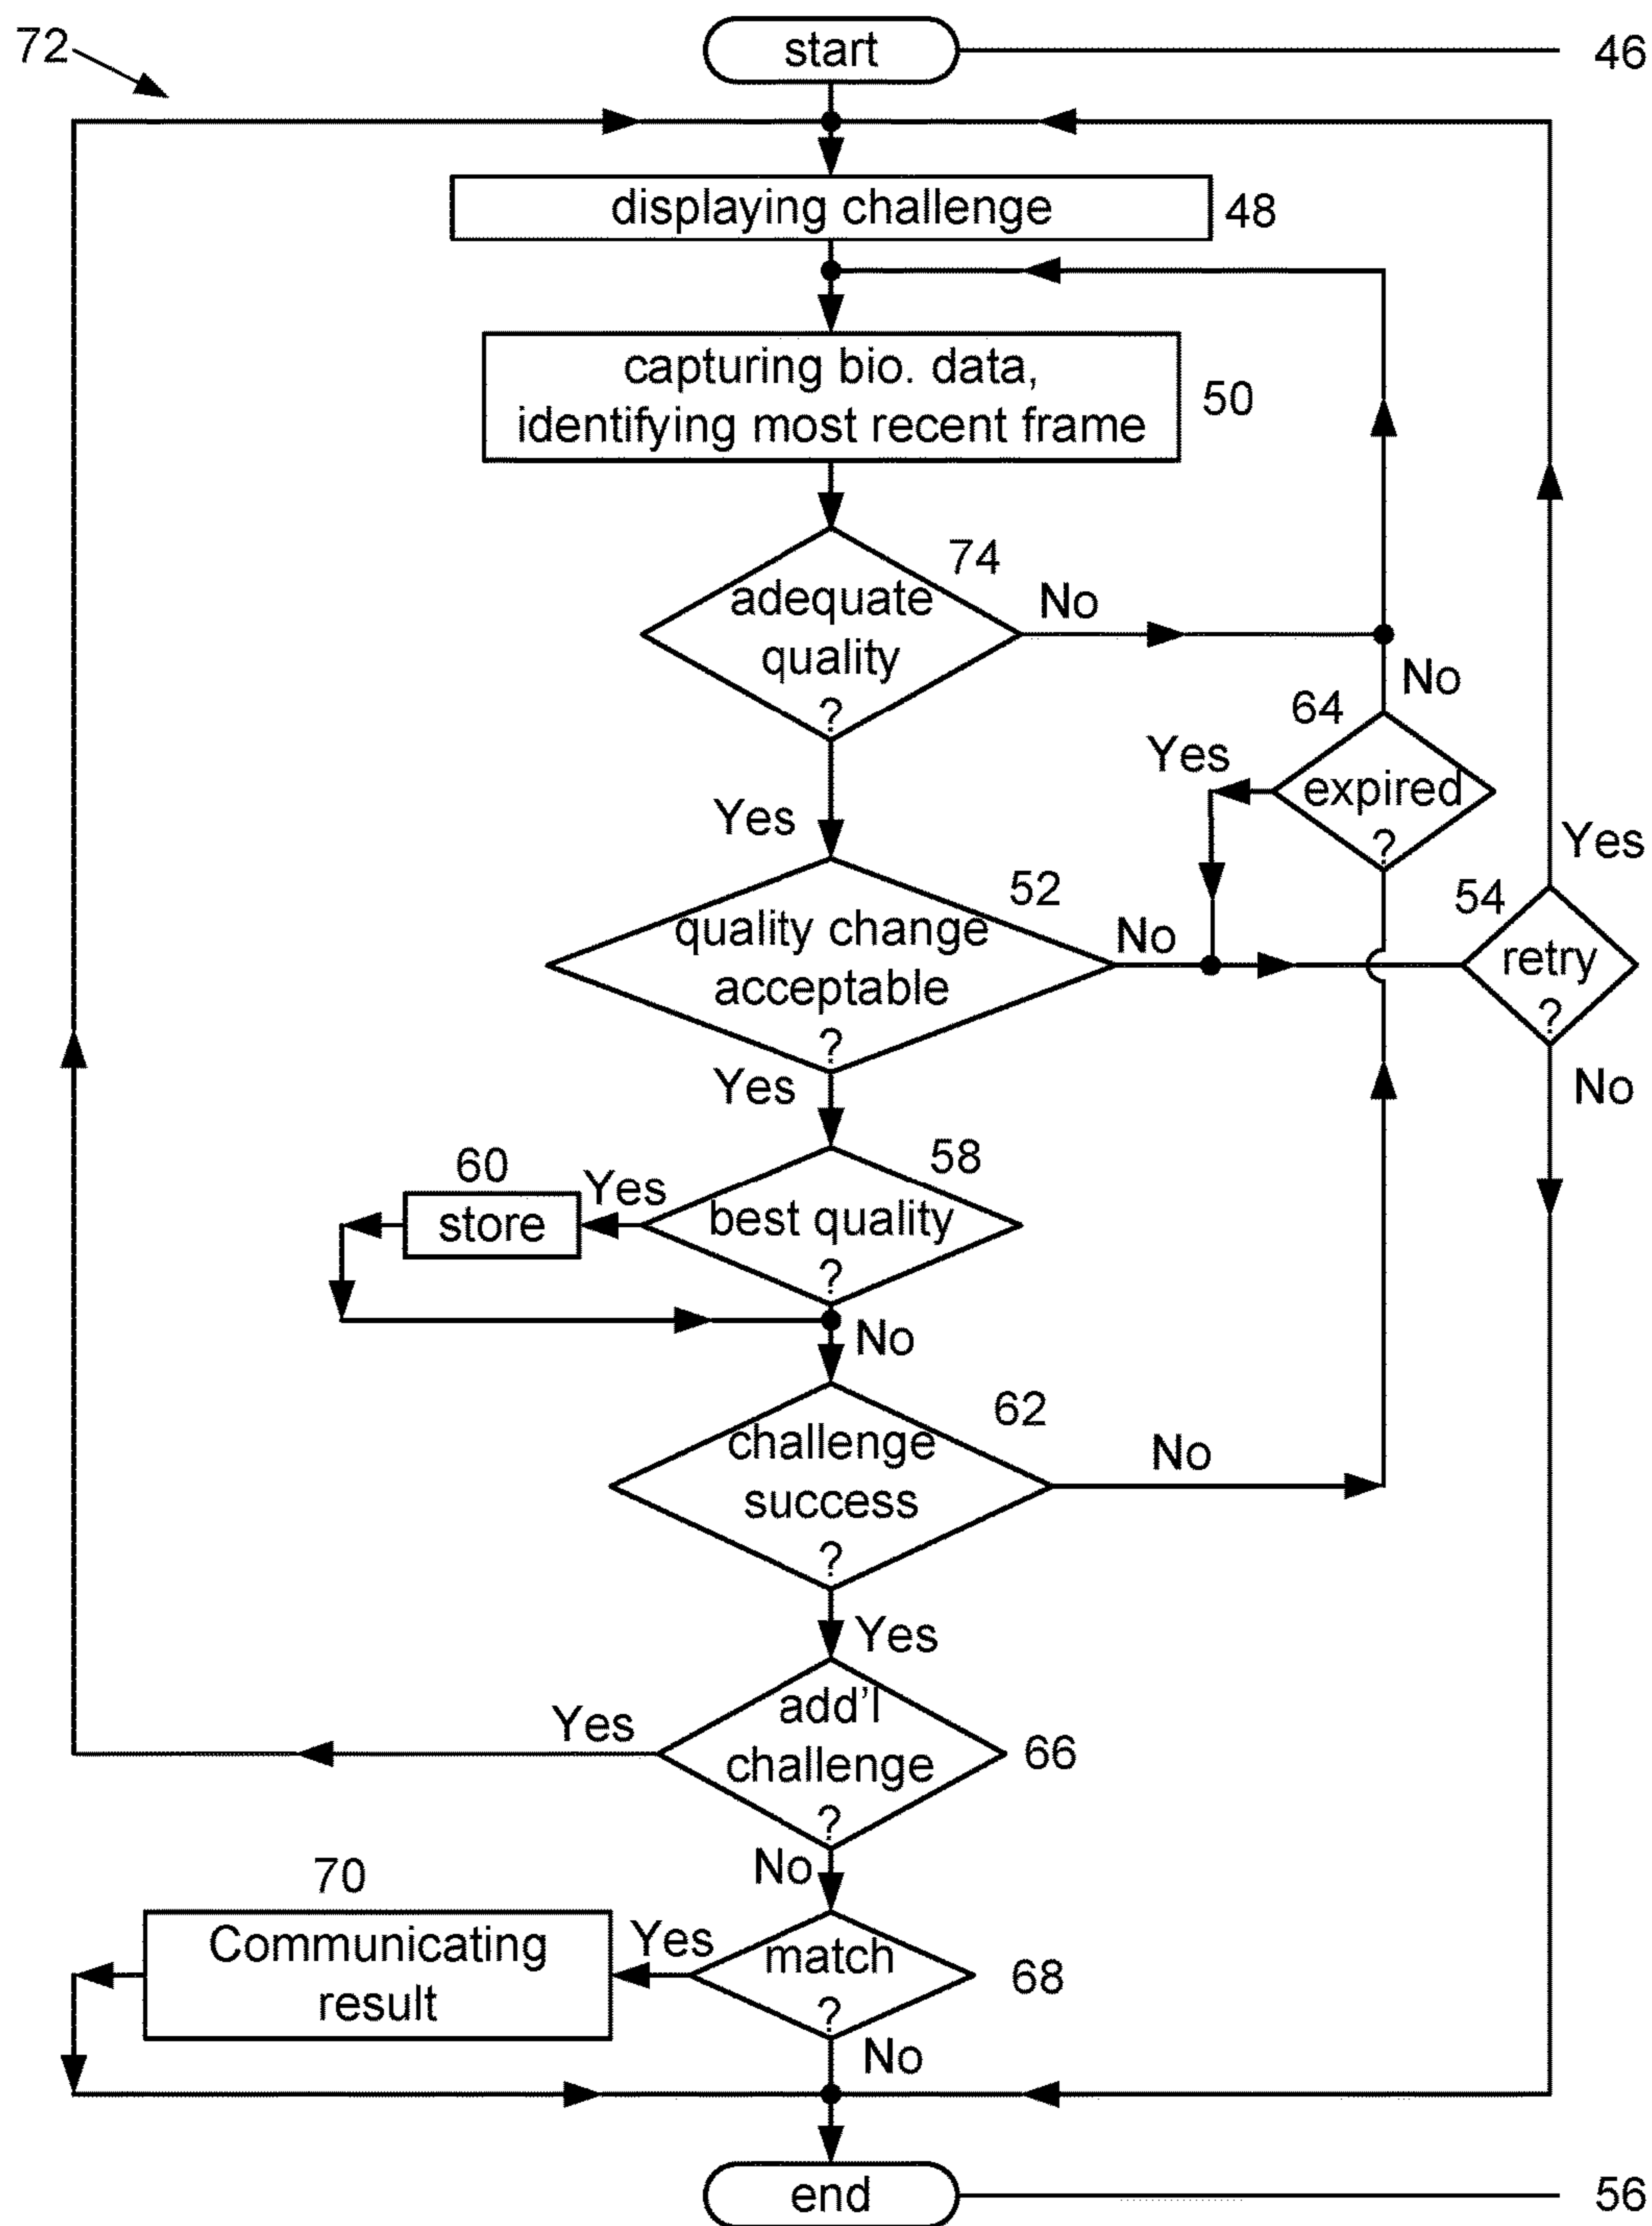 72
start
46
displaying challenge
48
capturing bio. data,
identifying most recent frame
50
74
adequate
quality
?
No
No
64
Yes
expired
?
Yes
Yes
52
quality change
acceptable
?
No
54
retry
?
Yes
No
60
58
Yes
store
best quality
?
No
62
challenge
success
?
No
Yes
Yes
add'l
challenge
?
66
No
70
Communicating
result
Yes
match
?
68
No
end
56